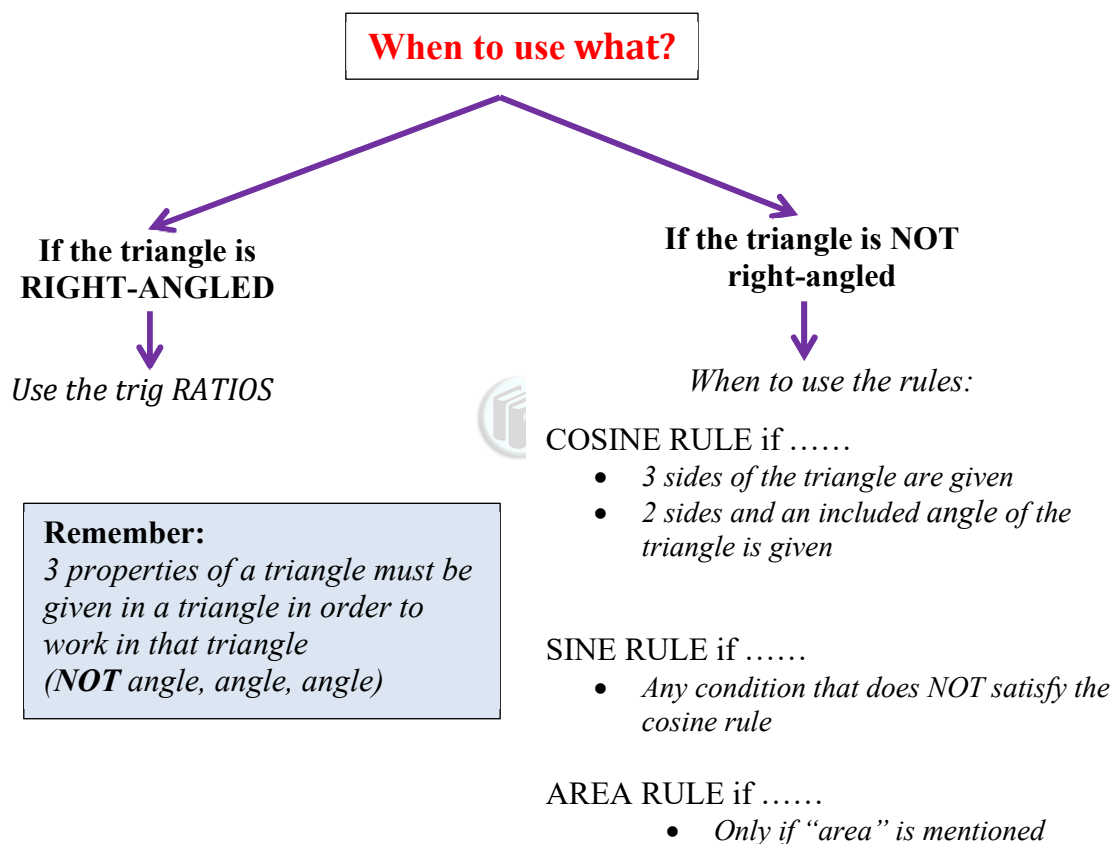 When to use what?
If the triangle is
RIGHT-ANGLED
Use the trig RATIOS
Remember:
3 properties of a triangle must be
given in a triangle in order to
work in that triangle
(NOT angle, angle, angle)
If the triangle is NOT
right-angled
When to use the rules:
COSINE RULE if ……
• 3 sides of the triangle are given
• 2 sides and an included angle of the
triangle is given
SINE RULE if ……
• Any condition that does NOT satisfy the
cosine rule
AREA RULE if ……
• Only if “area” is mentioned